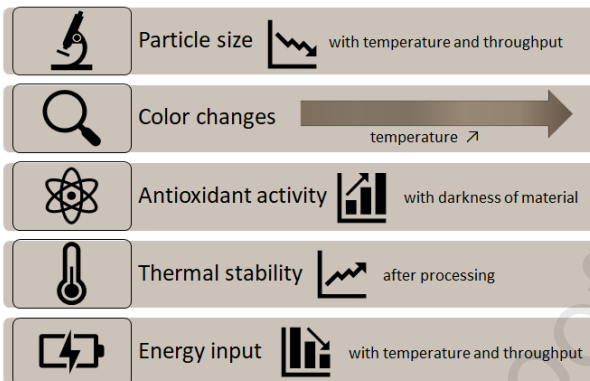 Particle size with temperature and throughput
Color changes
temperature ↗
Antioxidant activity with darkness of material
Thermal stability after processing
Energy input with temperature and throughput